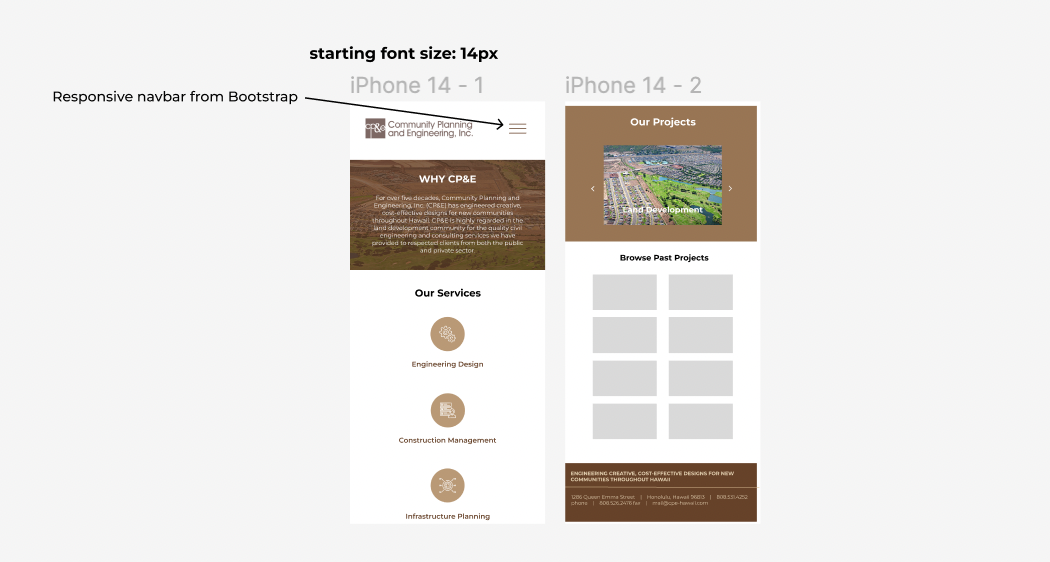 starting font size: 14px
iPhone 14 - 1
iPhone 14 - 2
Responsive navbar from Bootstrap
cp&e
Community Planning
and Engineering, Inc.
WHY CP&E
For over five decades, Community Planning and
Engineering, Inc. (CP&E) has engineered creative,
cost-effective designs for new communities
throughout Hawaii. CP&E is highly regarded in the
land development community for the quality civil
engineering and consulting services we have
provided to respected clients from both the public
and private sector.
Our Services
Engineering Design
Construction Management
Infrastructure Planning
Our Projects
Land Development
Browse Past Projects
ENGINEERING CREATIVE, COST-EFFECTIVE DESIGNS FOR NEW
COMMUNITIES THROUGHOUT HAWAII
1286 Queen Emma Street | Honolulu, Hawaii 96813 | 808.531.4252
phone | 808.526.2476 fax | mail@cpe-hawaii.com